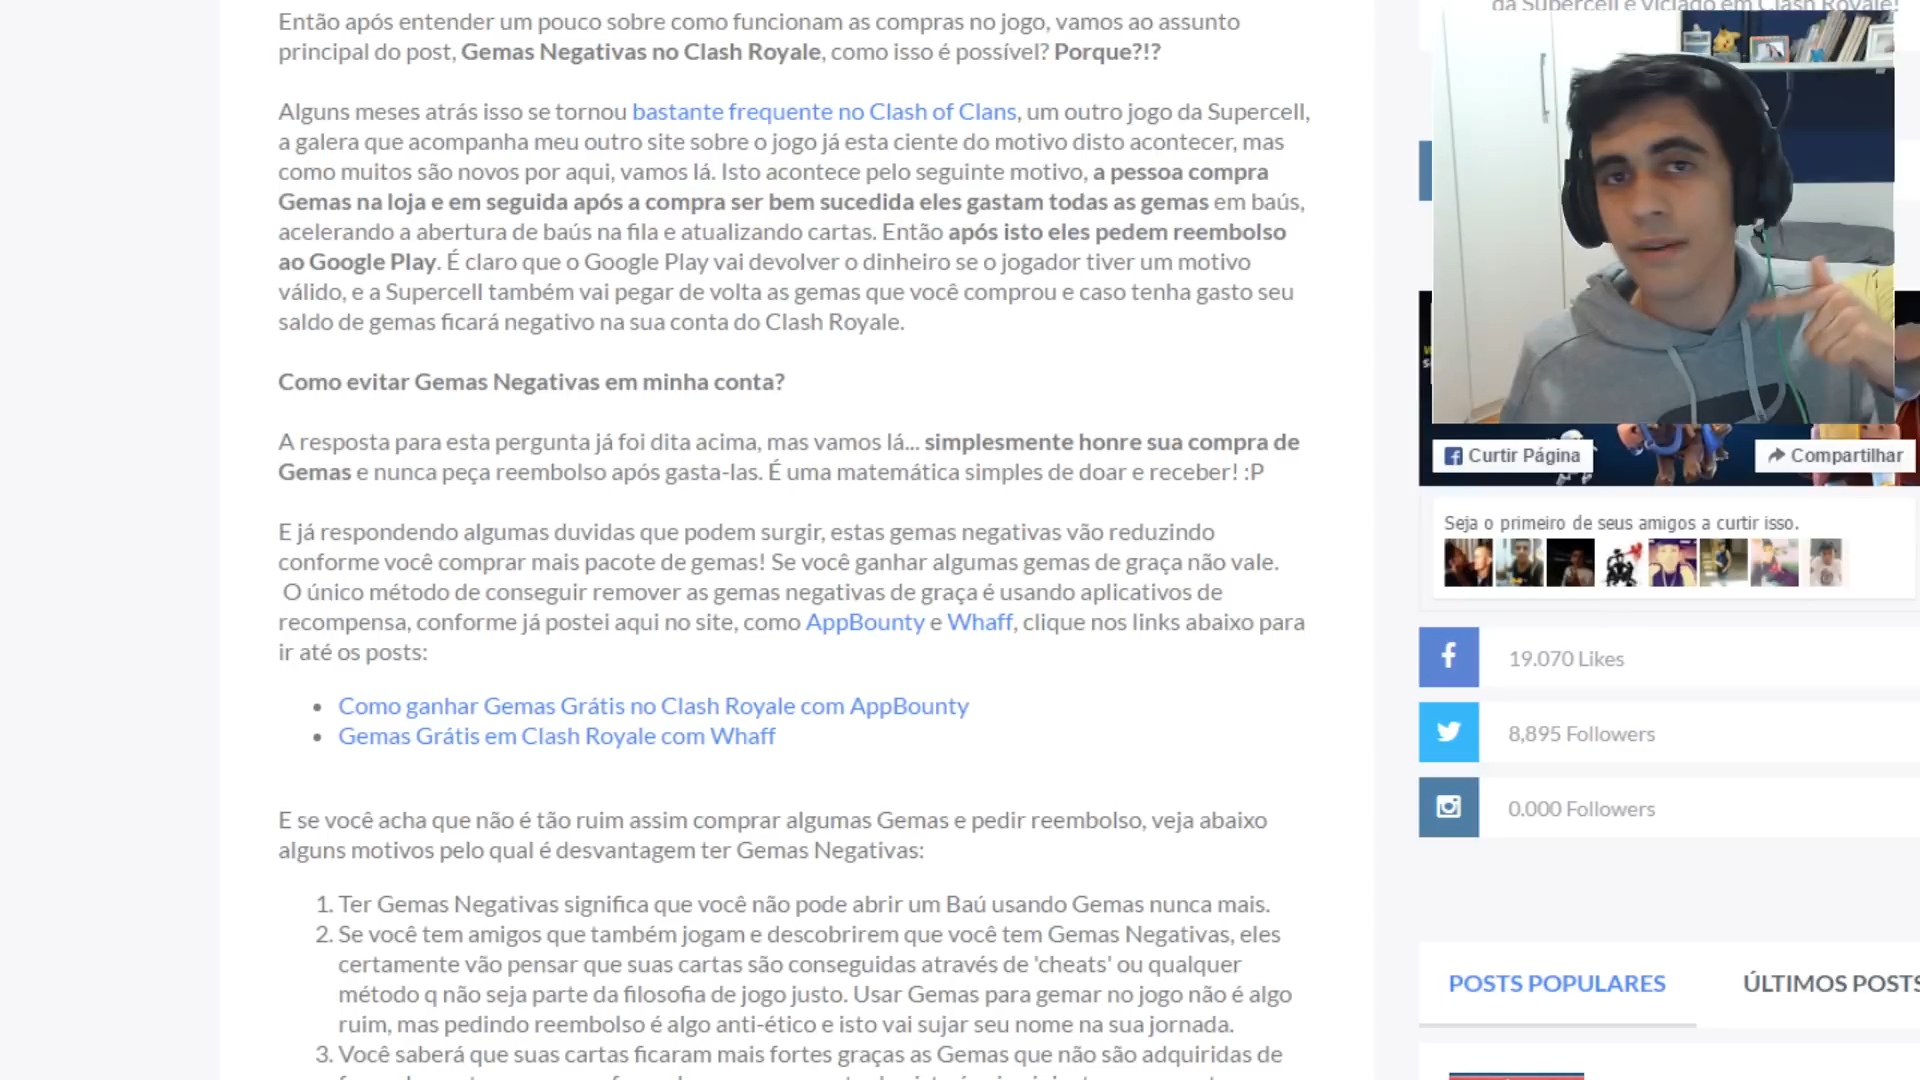 Então após entender um pouco sobre como funcionam as compras no jogo, vamos ao assunto
principal do post, Gemas Negativas no Clash Royale, como isso é possível? Porque?!?
Alguns meses atrás isso se tornou bastante frequente no Clash of Clans, um outro jogo da Supercell,
a galera que acompanha meu outro site sobre o jogo já esta ciente do motivo disto acontecer, mas
como muitos são novos por aqui, vamos lá. Isto acontece pelo seguinte motivo, a pessoa compra
Gemas na loja e em seguida após a compra ser bem sucedida eles gastam todas as gemas em baús,
acelerando a abertura de baús na fila e atualizando cartas. Então após isto eles pedem reembolso
ao Google Play. É claro que o Google Play vai devolver o dinheiro se o jogador tiver um motivo
válido, e a Supercell também vai pegar de volta as gemas que você comprou e caso tenha gasto seu
saldo de gemas ficará negativo na sua conta do Clash Royale.
Como evitar Gemas Negativas em minha conta?
A resposta para esta pergunta já foi dita acima, mas vamos lá... simplesmente honre sua compra de
Gemas e nunca peça reembolso após gasta-las. É uma matemática simples de doar e receber! :P
E já respondendo algumas duvidas que podem surgir, estas gemas negativas vão reduzindo
conforme você comprar mais pacote de gemas! Se você ganhar algumas gemas de graça não vale.
O único método de conseguir remover as gemas negativas de graça é usando aplicativos de
recompensa, conforme já postei aqui no site, como AppBounty e Whaff, clique nos links abaixo para
ir até os posts:
• Como ganhar Gemas Grátis no Clash Royale com AppBounty
• Gemas Grátis em Clash Royale com Whaff
E se você acha que não é tão ruim assim comprar algumas Gemas e pedir reembolso, veja abaixo
alguns motivos pelo qual é desvantagem ter Gemas Negativas:
1. Ter Gemas Negativas significa que você não pode abrir um Baú usando Gemas nunca mais.
2. Se você tem amigos que também jogam e descobrirem que você tem Gemas Negativas, eles
certamente vão pensar que suas cartas são conseguidas através de 'cheats' ou qualquer
método q não seja parte da filosofia de jogo justo. Usar Gemas para gemar no jogo não é algo
ruim, mas pedindo reembolso é algo anti-ético e isto vai sujar seu nome na sua jornada.
3. Você saberá que suas cartas ficaram mais fortes graças as Gemas que não são adquiridas de
da Supercell e viciado em Clash Royale!
Curtir Página
Compartilhar
Seja o primeiro de seus amigos a curtir isso.
19.070 Likes
8,895 Followers
0.000 Followers
POSTS POPULARES
ÚLTIMOS POSTS